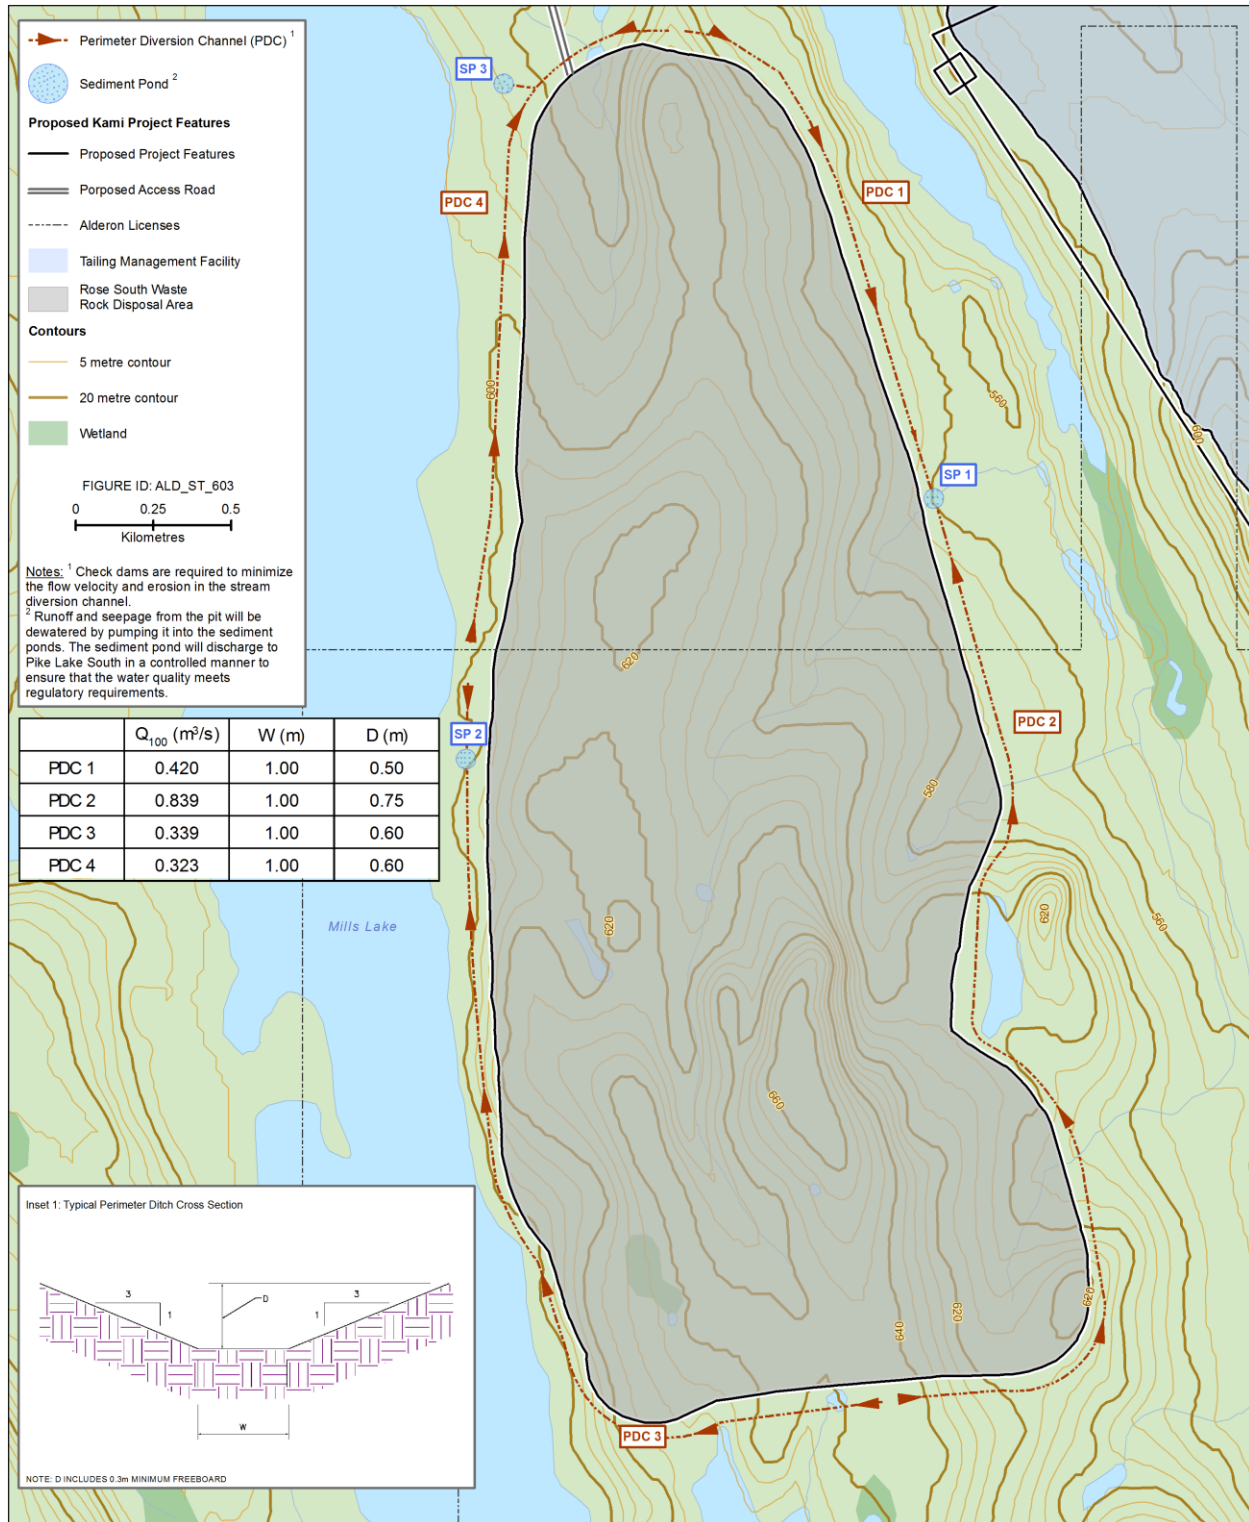 Perimeter Diversion Channel (PDC) 1
Sediment Pond 2
Proposed Kami Project Features
Proposed Project Features
Porposed Access Road
Alderon Licenses
Tailing Management Facility
Rose South Waste
Rock Disposal Area
Contours
5 metre contour
20 metre contour
Wetland
FIGURE ID: ALD_ST_603
0 0.25 0.5
Kilometres
Notes: 1 Check dams are required to minimize
the flow velocity and erosion in the stream
diversion channel.
2 Runoff and seepage from the pit will be
dewatered by pumping it into the sediment
ponds. The sediment pond will discharge to
Pike Lake South in a controlled manner to
ensure that the water quality meets
regulatory requirements.
Q100 (m3/s) W (m) D (m)
PDC 1 0.420 1.00 0.50
PDC 2 0.839 1.00 0.75
PDC 3 0.339 1.00 0.60
PDC 4 0.323 1.00 0.60
SP 3
PDC 4
PDC 1
600
560
600
SP 1
620
SP 2
PDC 2
580
Mills Lake
620
620
560
660
620
620
640
PDC 3
Inset 1: Typical Perimeter Ditch Cross Section
3
1
D
3
1
W
NOTE: D INCLUDES 0.3m MINIMUM FREEBOARD